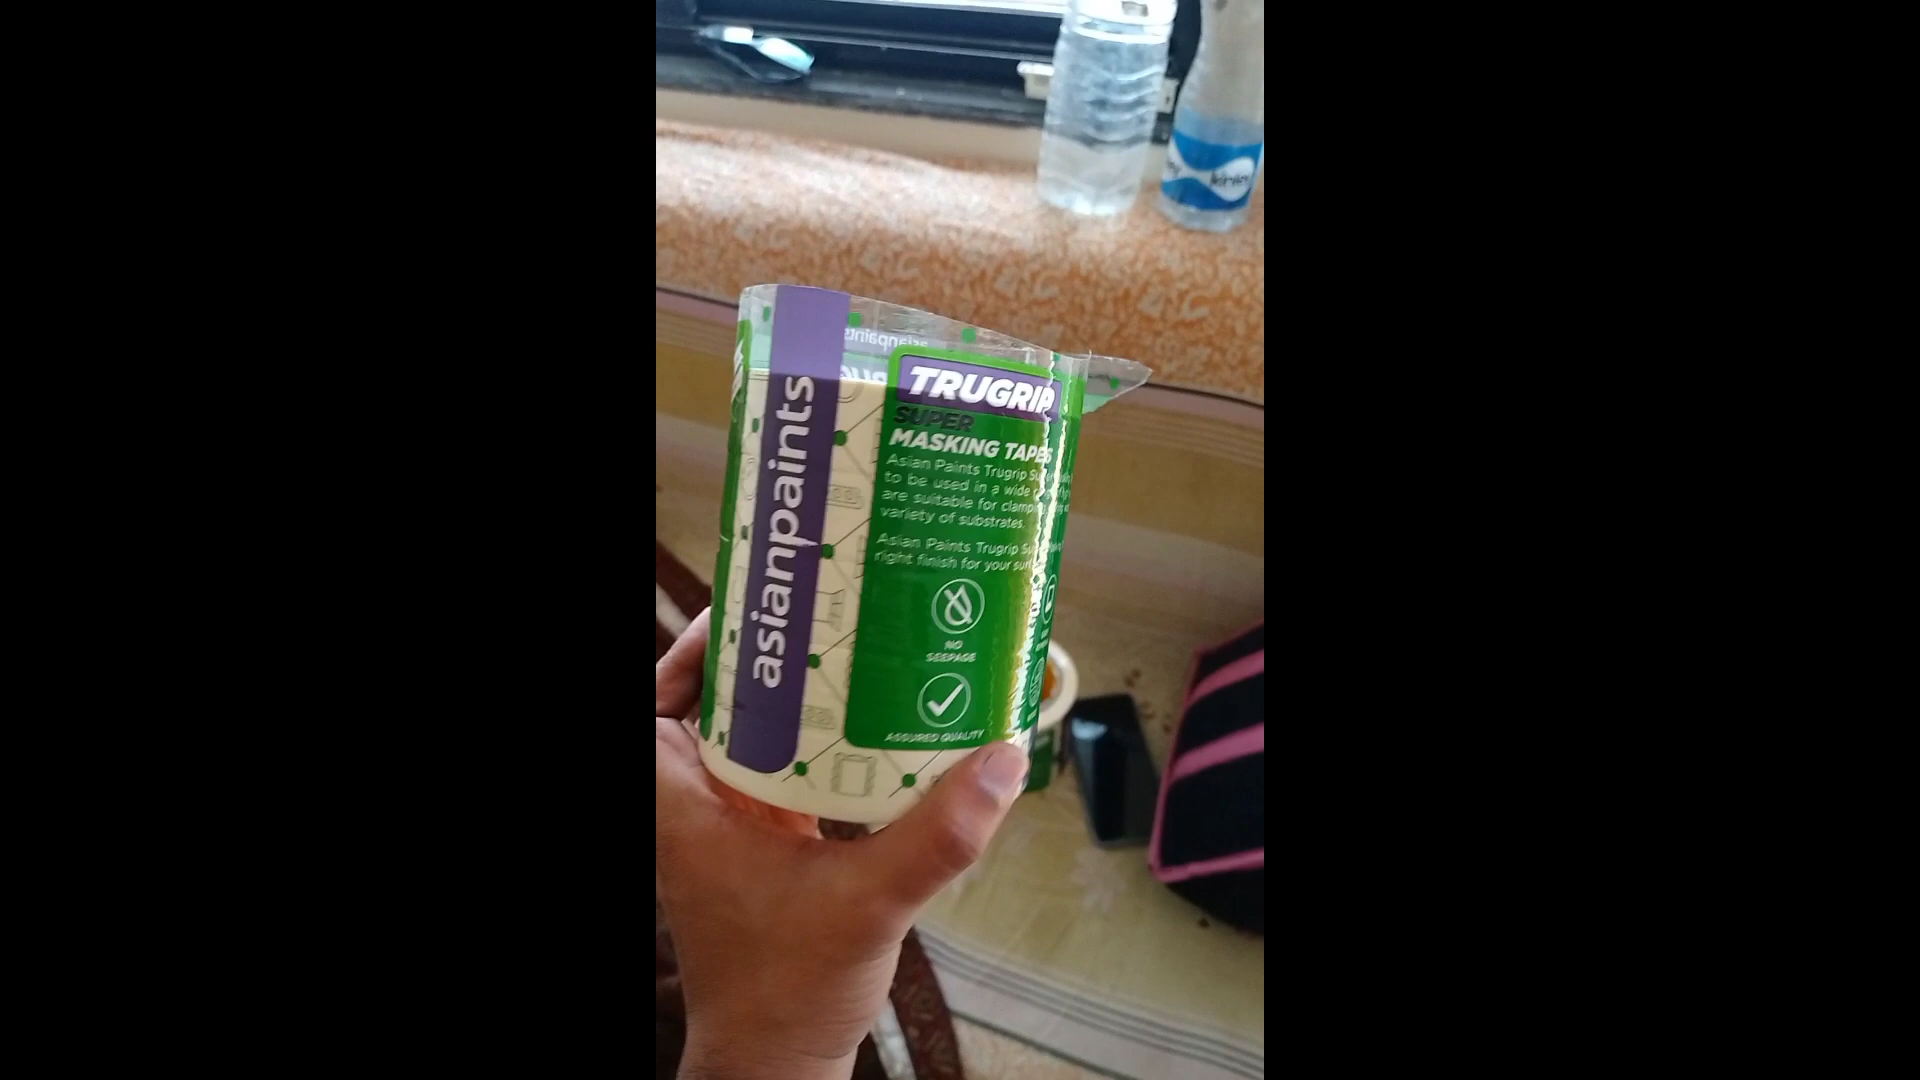 asianpaints
TRUGRIP
SUPER
MASKING TAPES
Asian Paints Trugrip
to be used in a wide
are suitable for
variety of substrates.
Asian Paints Trugrip
right finish for your
NO
SEEPAGE
ASSURED QUALITY
asianpaints